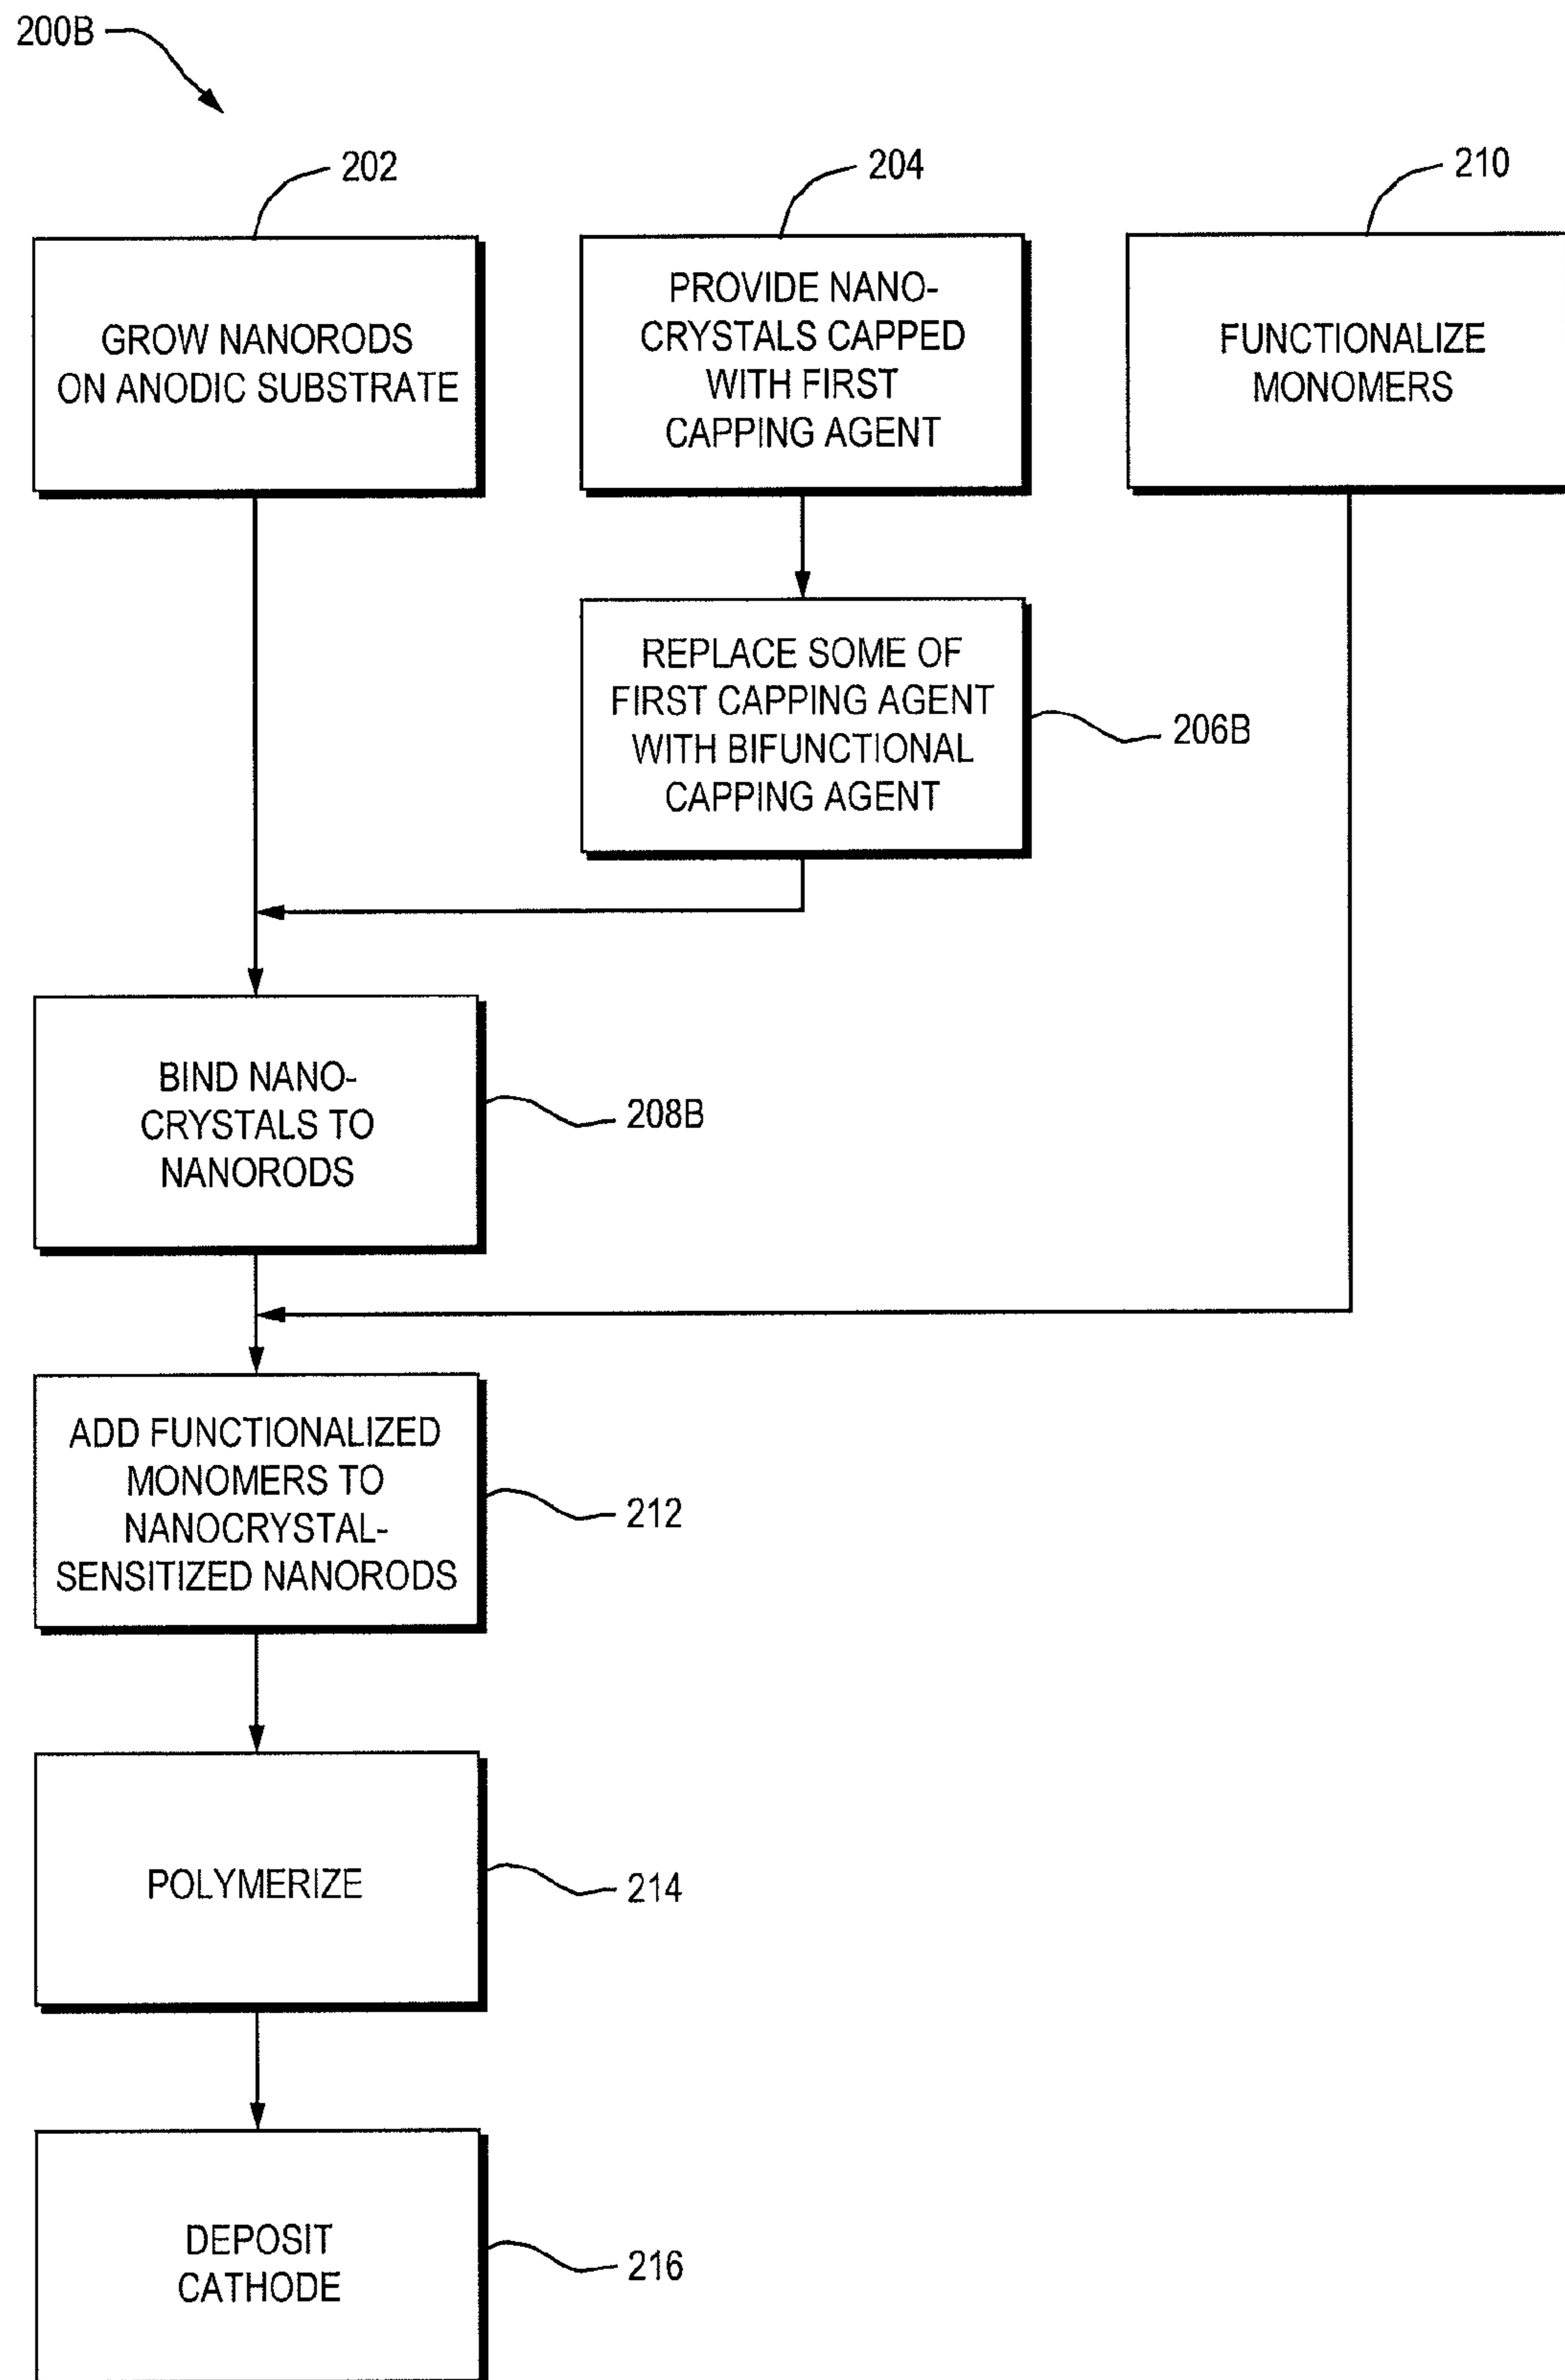 200B
202
204
210
GROW NANORODS
ON ANODIC SUBSTRATE
PROVIDE NANO-
CRYSTALS CAPPED
WITH FIRST
CAPPING AGENT
FUNCTIONALIZE
MONOMERS
REPLACE SOME OF
FIRST CAPPING AGENT
WITH BIFUNCTIONAL
CAPPING AGENT
206B
BIND NANO-
CRYSTALS TO
NANORODS
208B
ADD FUNCTIONALIZED
MONOMERS TO
NANOCRYSTAL-
SENSITIZED NANORODS
212
POLYMERIZE
214
DEPOSIT
CATHODE
216